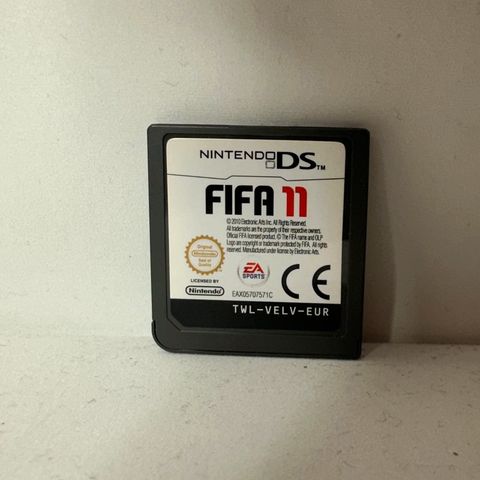 NINTENDO DS™
FIFA 11
© 2010 Electronic Arts Inc. All Rights Reserved.
All trademarks are the property of their respective owners.
Official FIFA licensed product. © The FIFA name and OLP
Logo are copyright or trademark protected by FIFA. All rights
reserved. Manufactured under license by Electronic Arts.
Original
Nintendo
Seal of
Quality
LICENSED BY
Nintendo
EA
SPORTS
EAX05707571C
CE
TWL-VELV-EUR